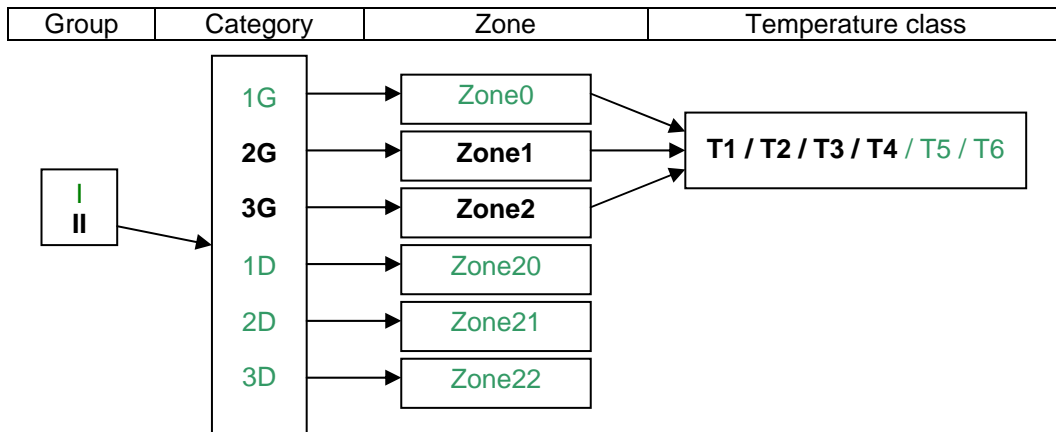 Group Category Zone Temperature class
I
II
1G
2G
3G
1D
2D
3D
Zone0
Zone1
Zone2
Zone20
Zone21
Zone22
T1 / T2 / T3 / T4 / T5 / T6